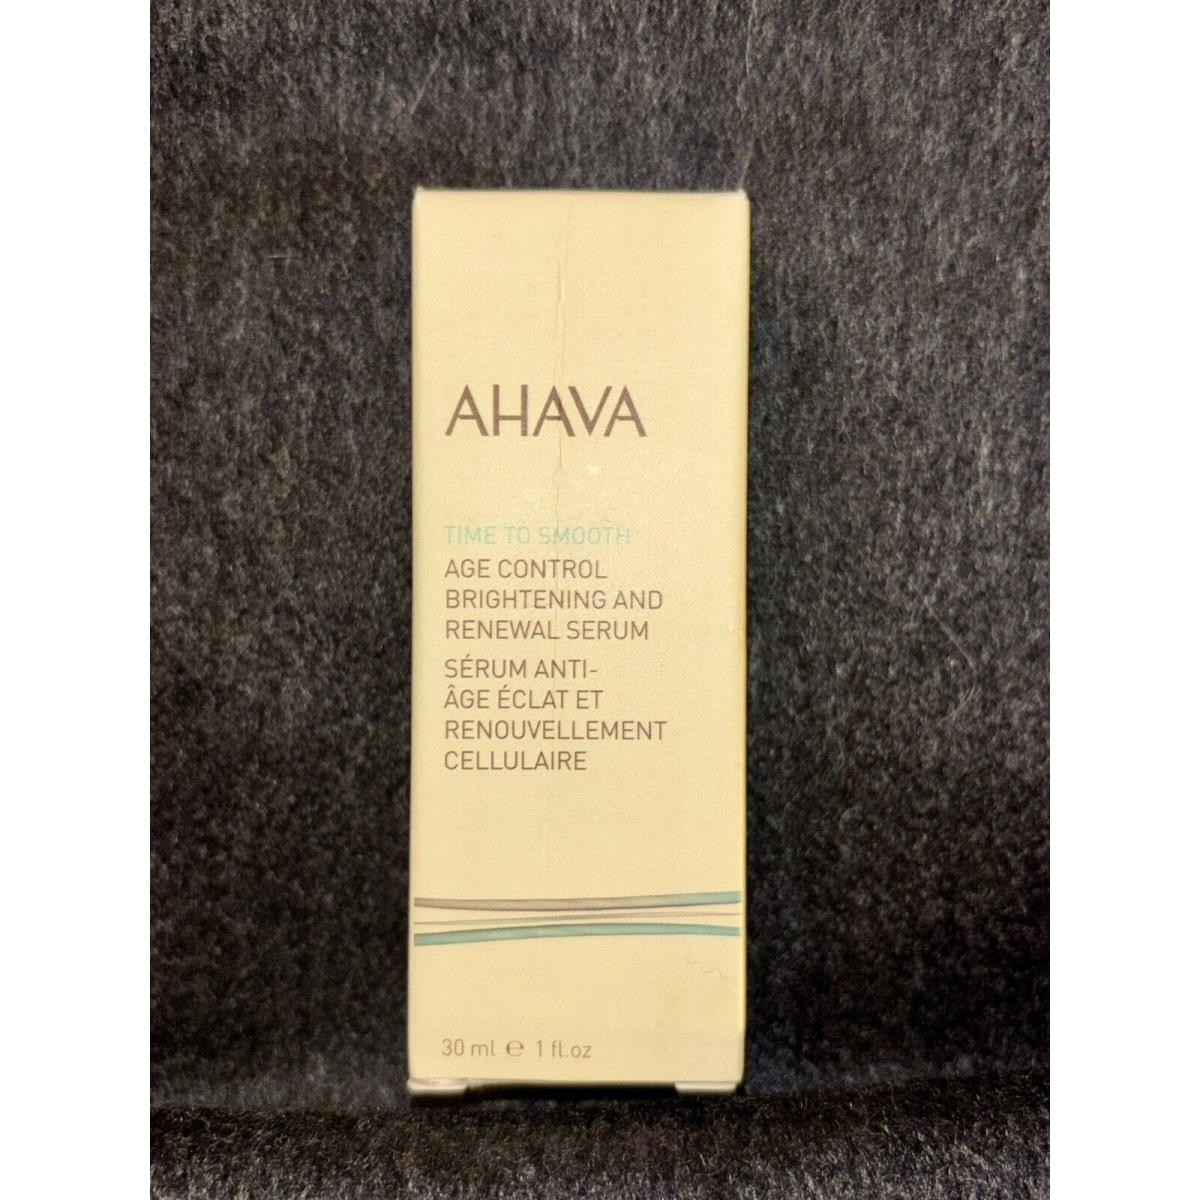 AHAVA
TIME TO SMOOTH
AGE CONTROL
BRIGHTENING AND
RENEWAL SERUM
SÉRUM ANTI-
ÂGE ÉCLAT ET
RENOUVELLEMENT
CELLULAIRE
30 ml ℮ 1 fl.oz